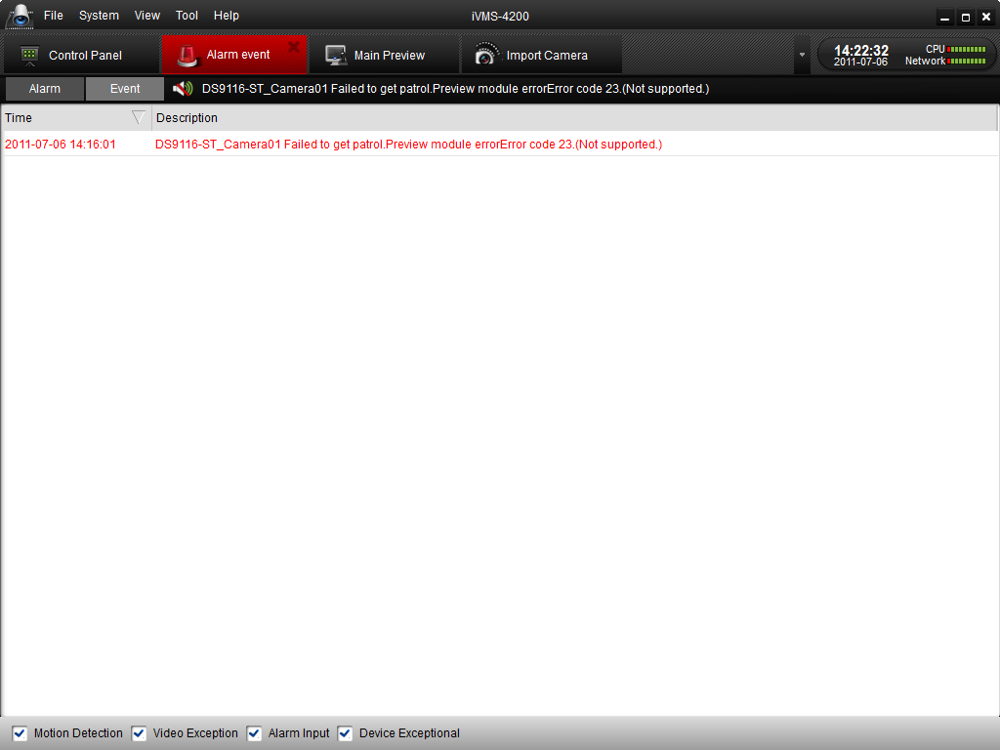 File System View Tool Help iVMS-4200
Control Panel Alarm event Main Preview Import Camera 14:22:32 CPU
2011-07-06 Network
Alarm Event DS9116-ST_Camera01 Failed to get patrol.Preview module errorError code 23.(Not supported.)
Time Description
2011-07-06 14:16:01 DS9116-ST_Camera01 Failed to get patrol.Preview module errorError code 23.(Not supported.)
Motion Detection Video Exception Alarm Input Device Exceptional